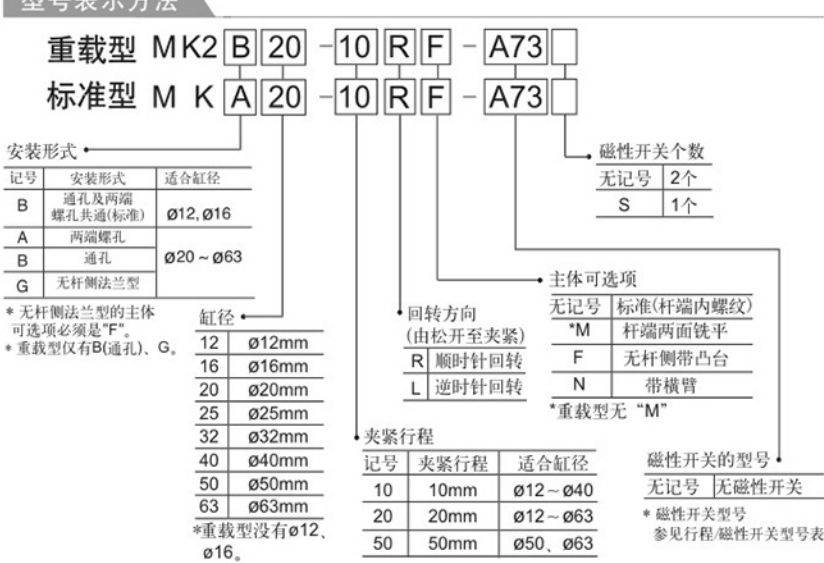 型号表示方法
重载型 MK2 B 20 -10 R F - A73
标准型 M K A 20 -10 R F - A73
安装形式
记号 安装形式 适合缸径
B 通孔及两端螺孔共通(标准) ø12,ø16
A 两端螺孔
B 通孔 ø20~ø63
G 无杆侧法兰型
* 无杆侧法兰型的主体
可选项必须是"F"。
* 重载型仅有B(通孔)、G。
缸径
12 ø12mm
16 ø16mm
20 ø20mm
25 ø25mm
32 ø32mm
40 ø40mm
50 ø50mm
63 ø63mm
*重载型没有ø12、
ø16。
回转方向
(由松开至夹紧)
R 顺时针回转
L 逆时针回转
夹紧行程
记号 夹紧行程 适合缸径
10 10mm ø12~ø40
20 20mm ø12~ø63
50 50mm ø50、ø63
磁性开关个数
无记号 2个
S 1个
主体可选项
无记号 标准(杆端内螺纹)
*M 杆端两面铣平
F 无杆侧带凸台
N 带横臂
*重载型无“M”
磁性开关的型号
无记号 无磁性开关
* 磁性开关型号
参见行程/磁性开关型号表